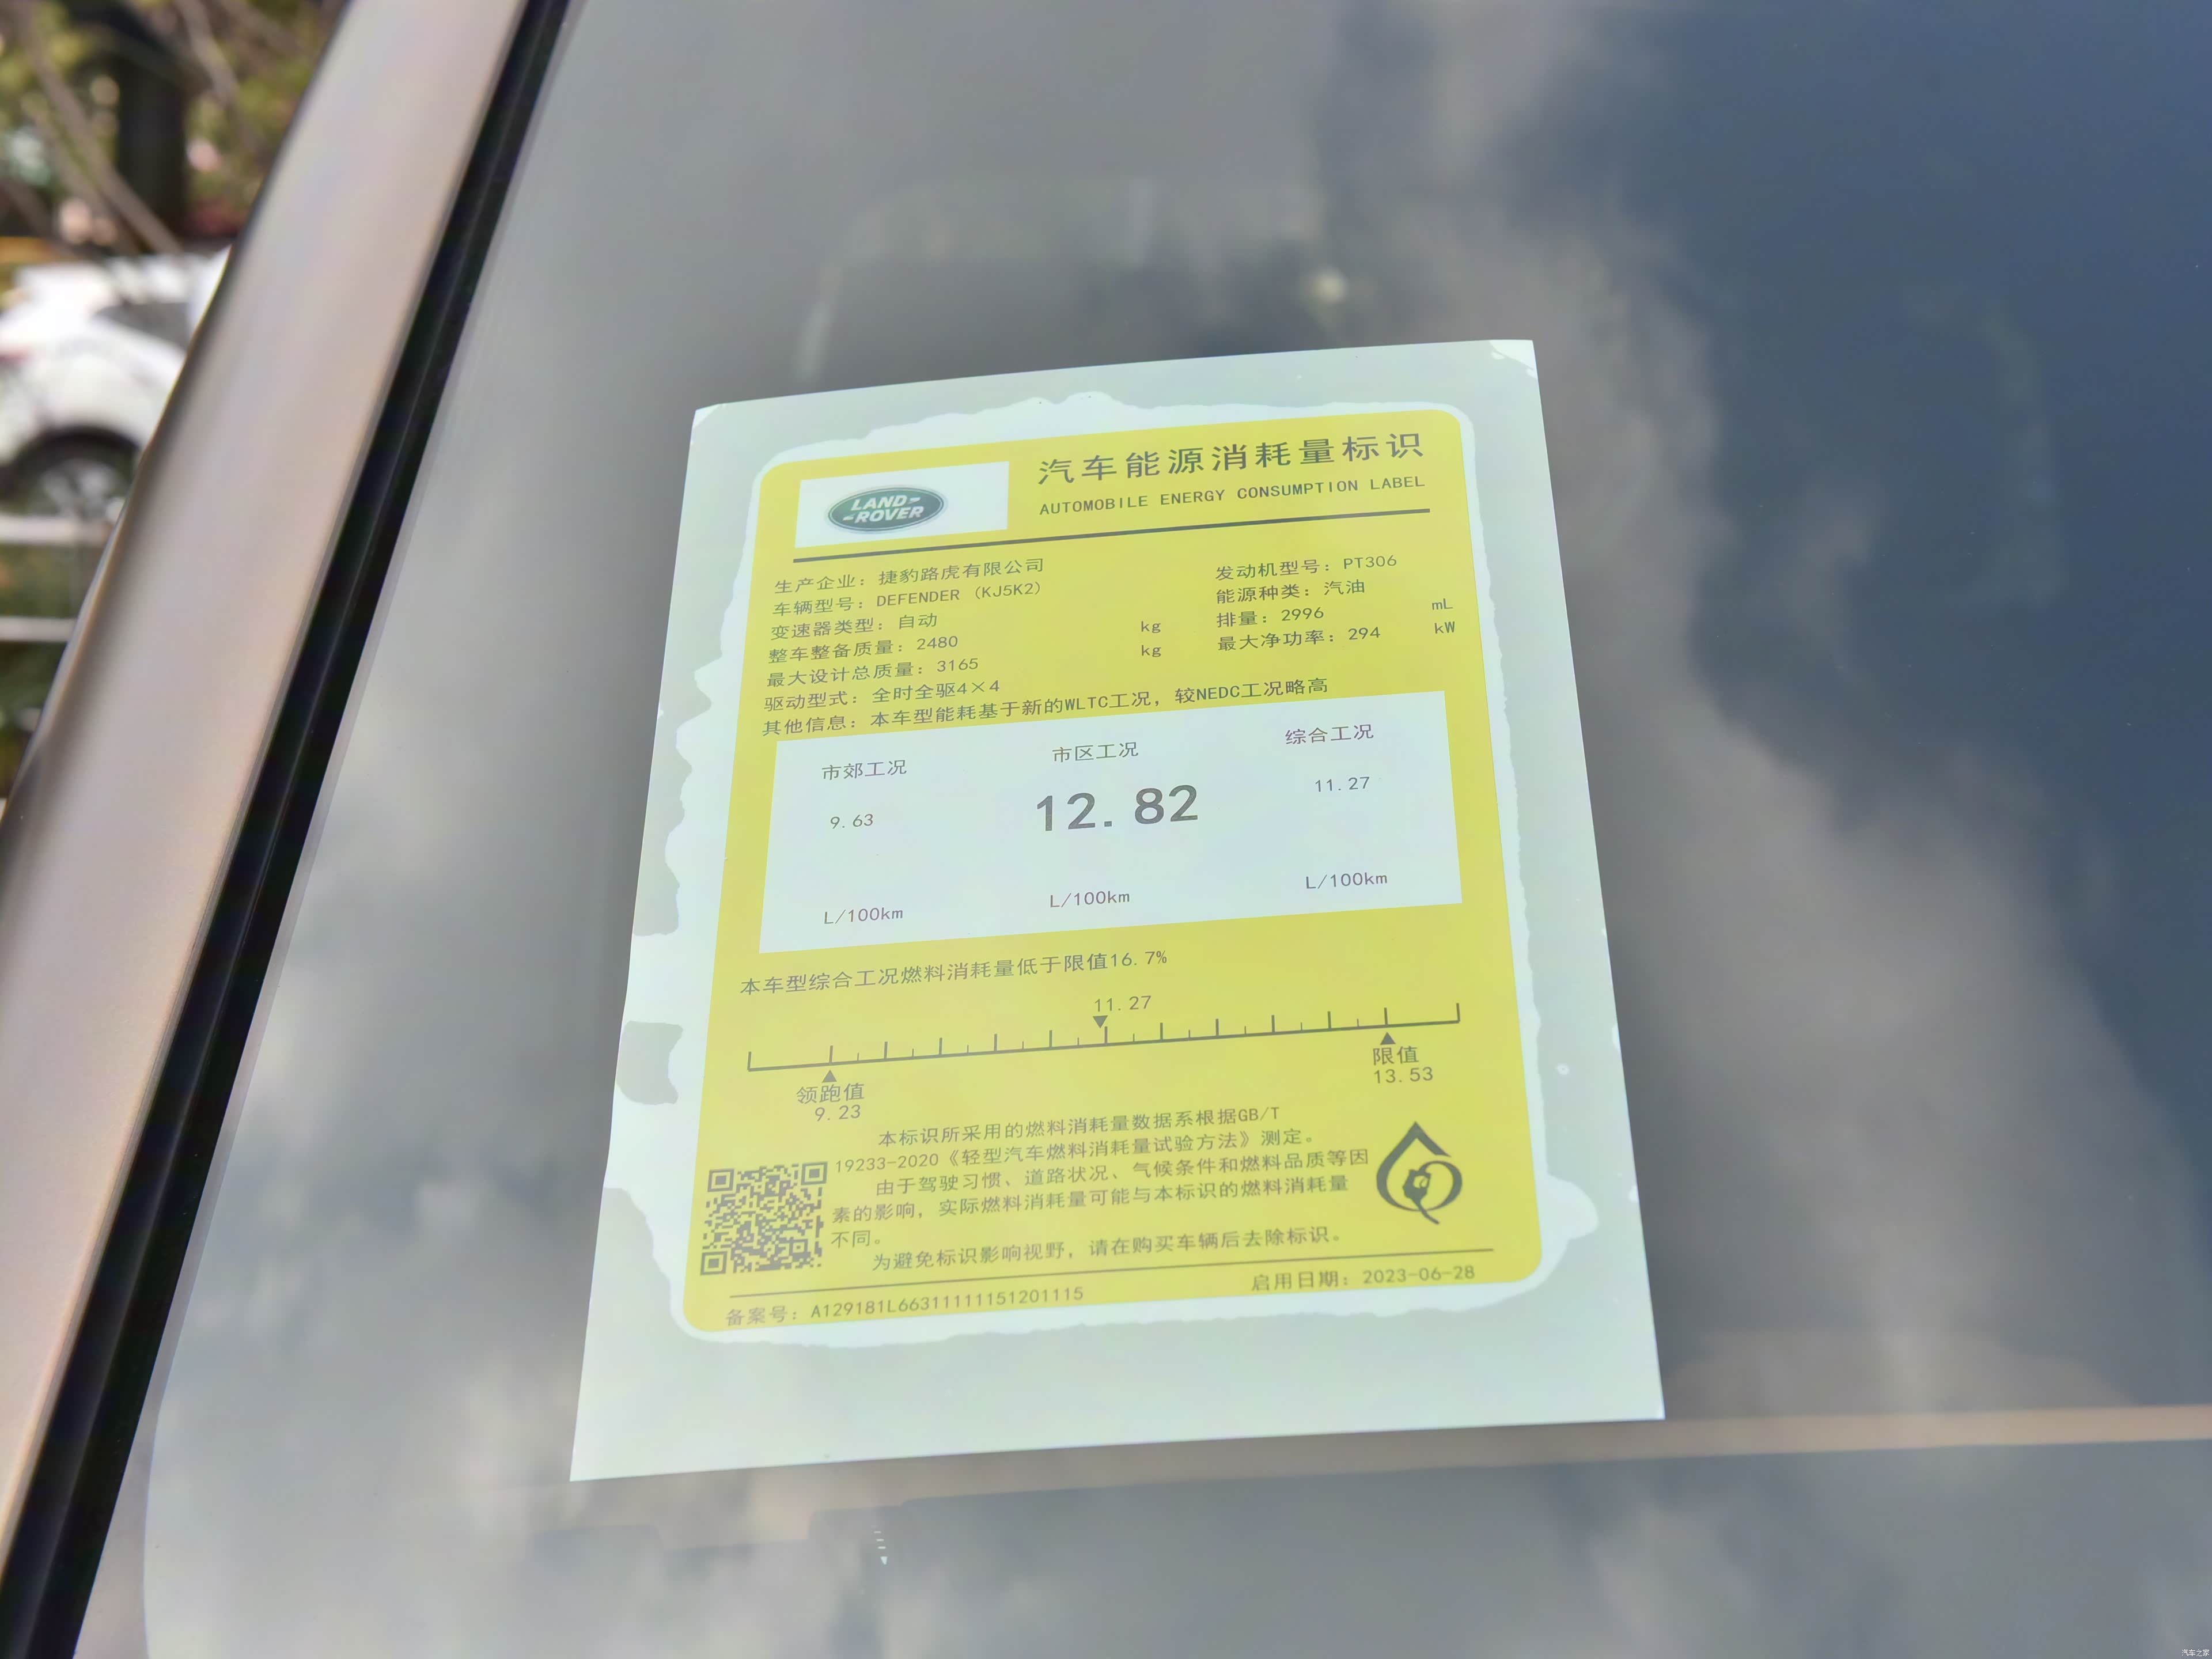 LAND-
-ROVER
汽车能源消耗量标识
AUTOMOBILE ENERGY CONSUMPTION LABEL
生产企业：捷豹路虎有限公司
车辆型号：DEFENDER (KJ5K2)
变速器类型：自动
整车整备质量：2480 kg
最大设计总质量：3165 kg
驱动型式：全时全驱4×4
其他信息：本车型能耗基于新的WLTC工况，较NEDC工况略高
发动机型号：PT306
能源种类：汽油
排量：2996 mL
最大净功率：294 kW
市郊工况 市区工况 综合工况
9.63 12.82 11.27
L/100km L/100km L/100km
本车型综合工况燃料消耗量低于限值16.7%
11.27
领跑值 限值
9.23 13.53
本标识所采用的燃料消耗量数据系根据GB/T
19233-2020《轻型汽车燃料消耗量试验方法》测定。
由于驾驶习惯、道路状况、气候条件和燃料品质等因
素的影响，实际燃料消耗量可能与本标识的燃料消耗量
不同。
为避免标识影响视野，请在购买车辆后去除标识。
备案号：A129181L66311111151201115 启用日期：2023-06-28
汽车之家